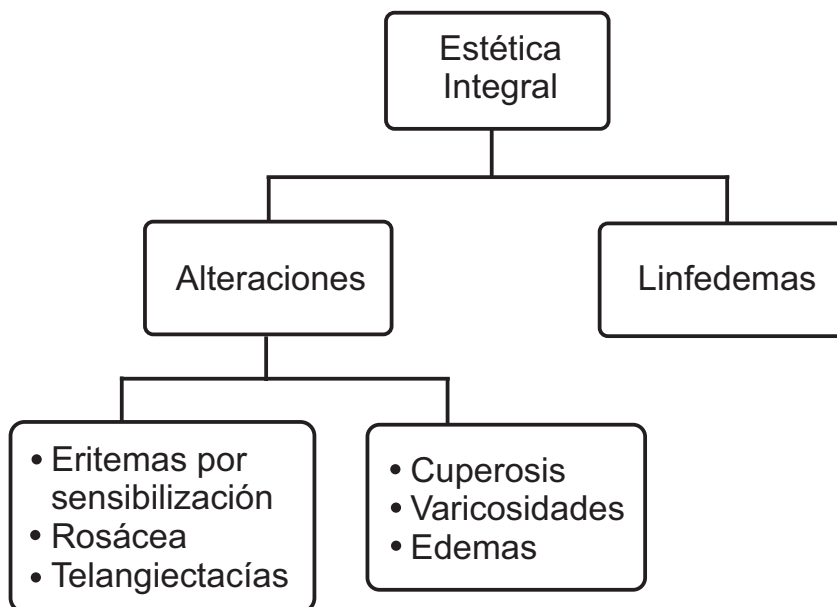 Estética
Integral
Alteraciones
Linfedemas
• Eritemas por
sensibilización
• Rosácea
• Telangiectacías
• Cuperosis
• Varicosidades
• Edemas